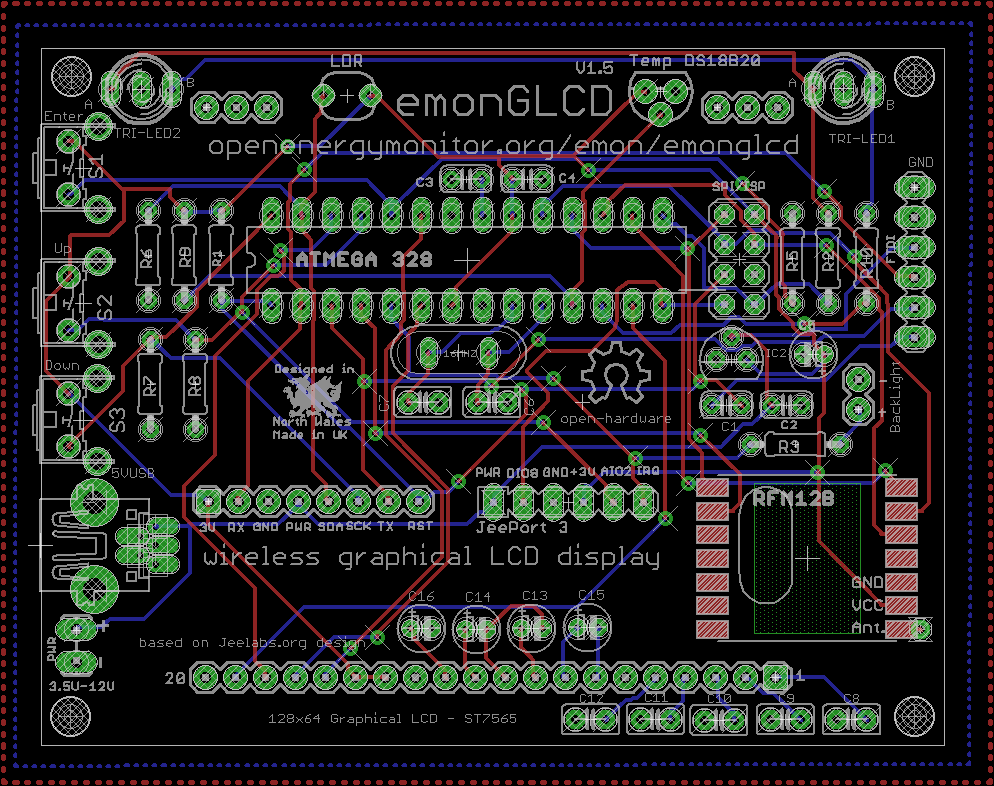 LDR
V1.5
Temp DS18B20
A
B
A
B
emonGLCD
Enter
TRI-LED2
TRI-LED1
openenergymonitor.org/emon/emonglcd
S1
C3
C4
SPI/ISP
GND
FTDI
Up
S2
R6
R3
R1
ATMEGA 328
R5
R10
IC2
C5
Down
S3
R7
R8
Designed in
North Wales
Made in UK
C7
C6
open-hardware
C1
C2
R3
BackLight
-
+
5VUSB
PWR DIO8 GND +3V AIO2 IRQ
RFM12B
3V RX GND PWR SDA SCK TX RST
JeePort 3
wireless graphical LCD display
GND
VCC
Ant.
C16
C14
C13
C15
PWR
+
-
3.5V-12V
based on Jeelabs.org design
20
1
128x64 Graphical LCD - ST7565
C12
C11
C10
C9
C8